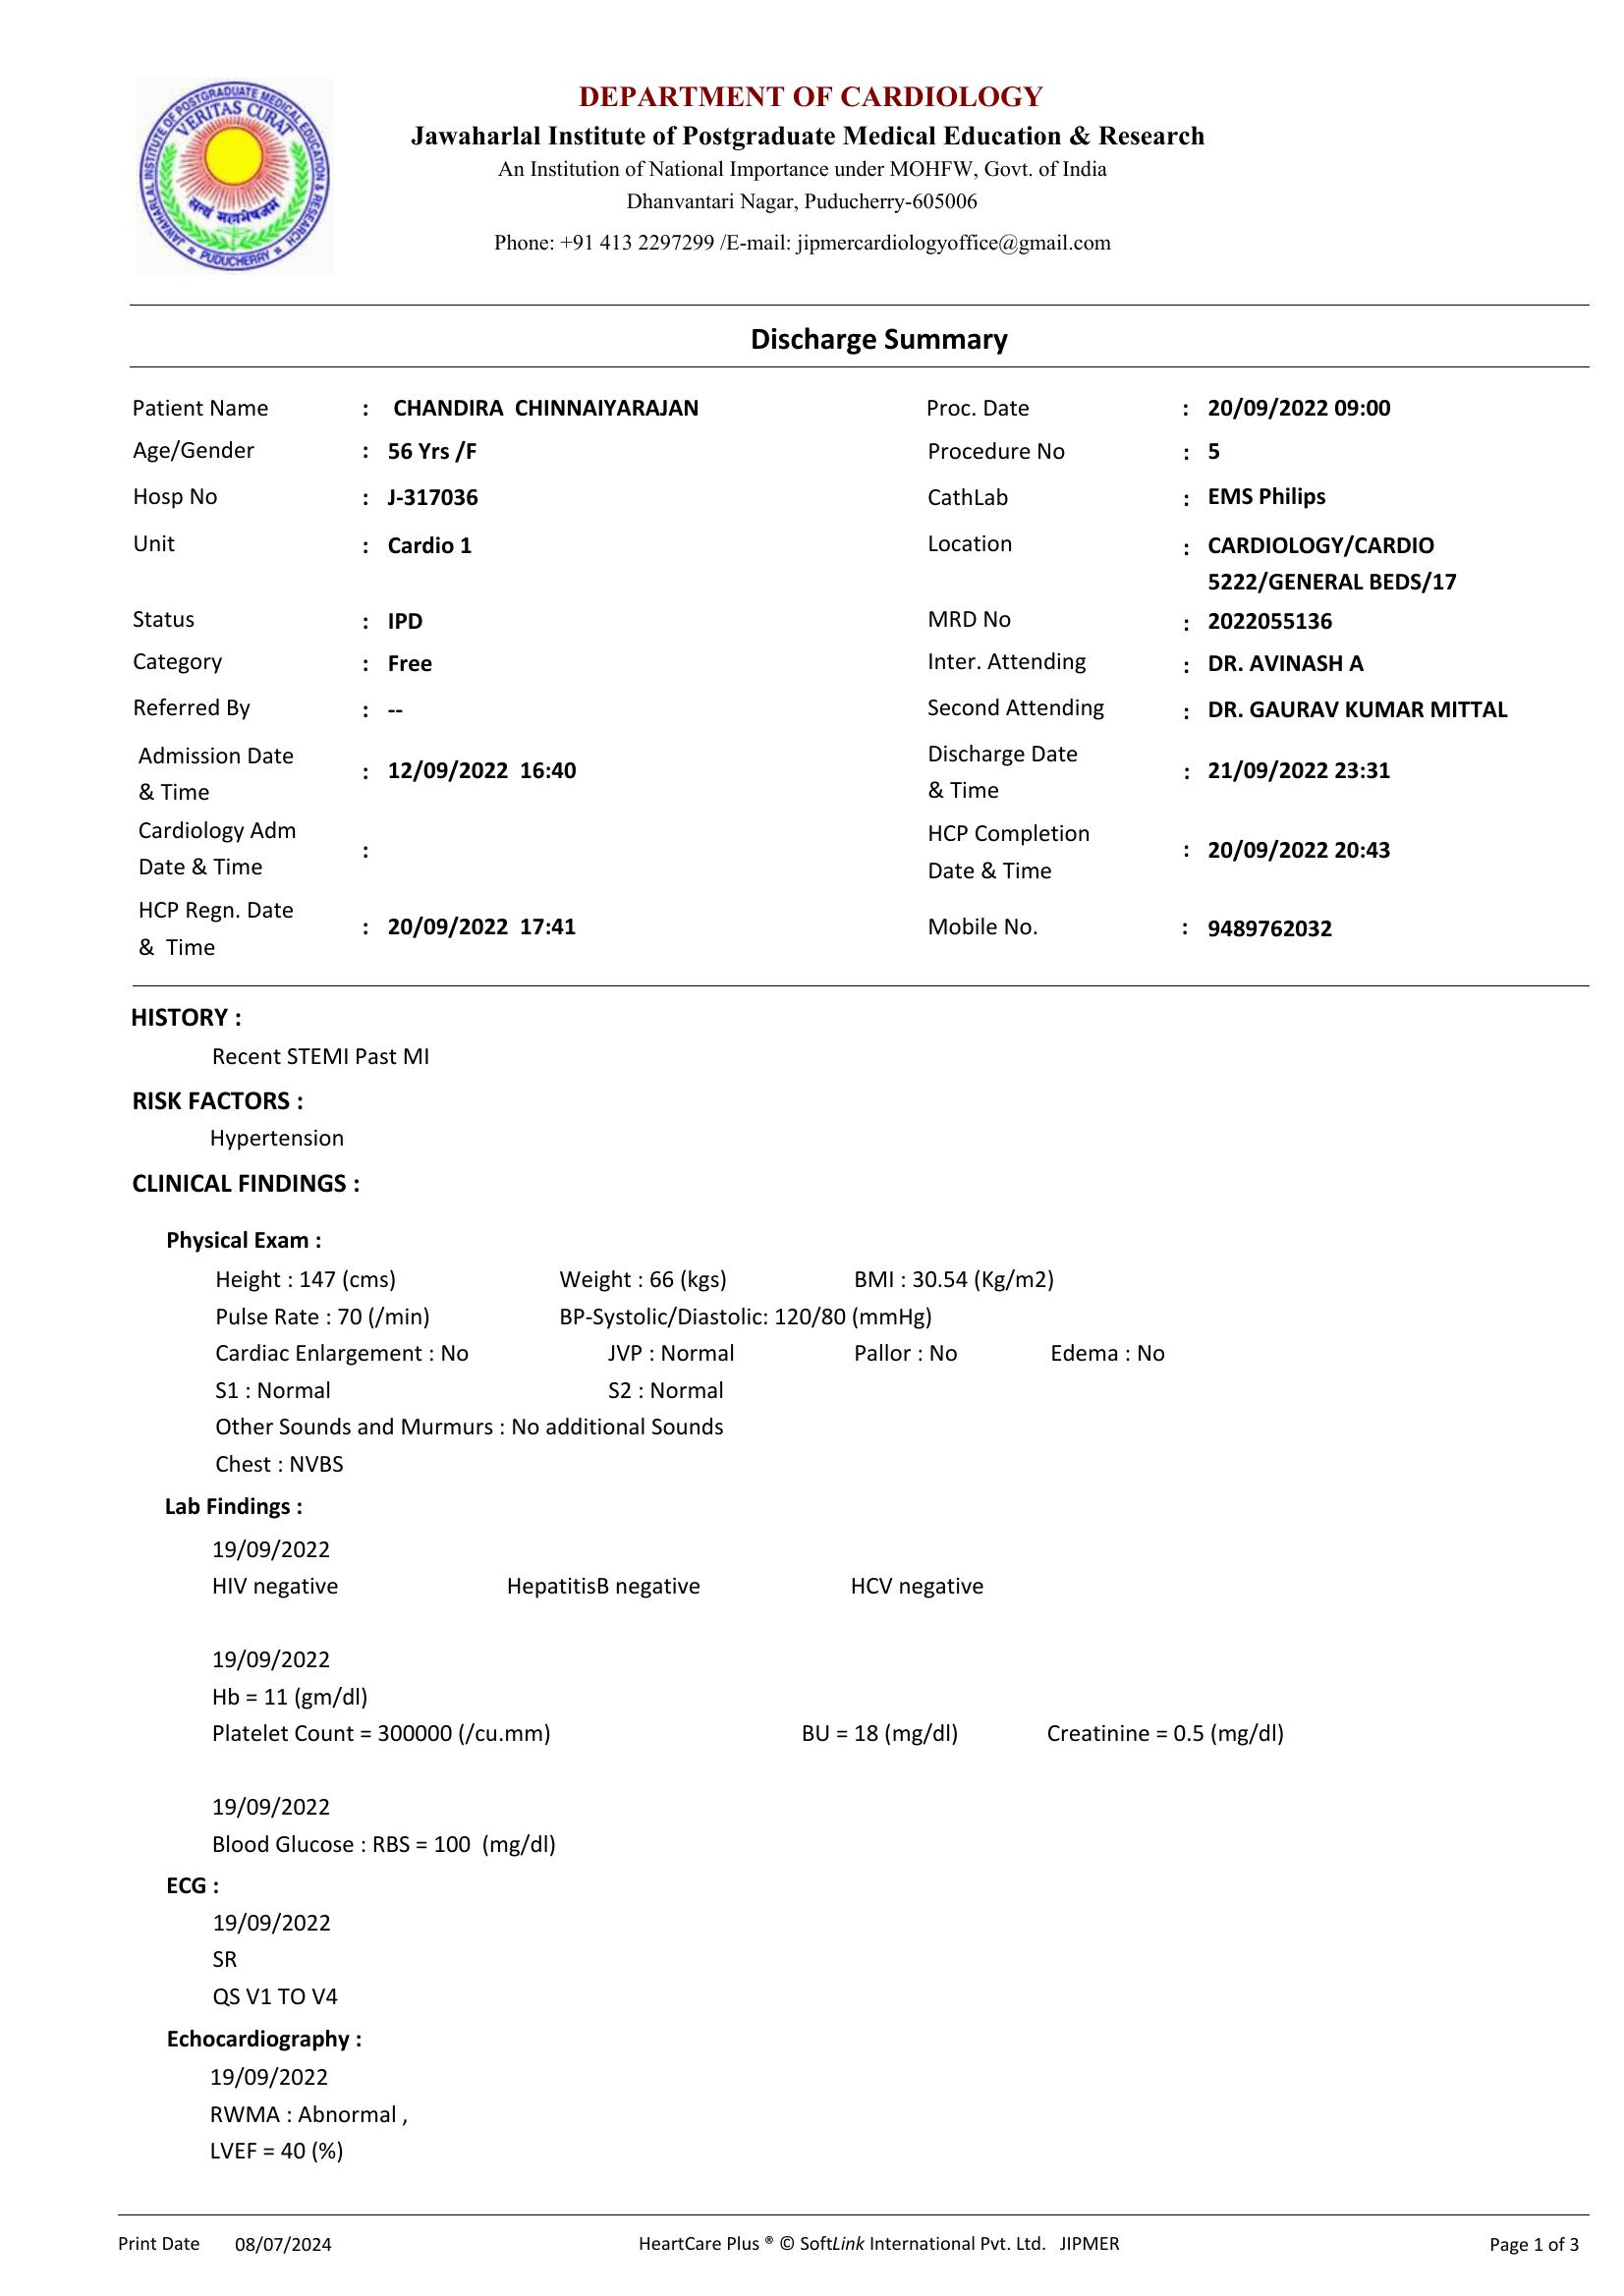 JAWAHARLAL INSTITUTE OF POSTGRADUATE MEDICAL EDUCATION & RESEARCH
VERITAS CURAT
सत्यं महाभेषजम्
PUDUCHERRY
DEPARTMENT OF CARDIOLOGY
Jawaharlal Institute of Postgraduate Medical Education & Research
An Institution of National Importance under MOHFW, Govt. of India
Dhanvantari Nagar, Puducherry-605006
Phone: +91 413 2297299 /E-mail: jipmercardiologyoffice@gmail.com
Discharge Summary
Patient Name : CHANDIRA CHINNAIYARAJAN Proc. Date : 20/09/2022 09:00
Age/Gender : 56 Yrs /F Procedure No : 5
Hosp No : J-317036 CathLab : EMS Philips
Unit : Cardio 1 Location : CARDIOLOGY/CARDIO
5222/GENERAL BEDS/17
Status : IPD MRD No : 2022055136
Category : Free Inter. Attending : DR. AVINASH A
Referred By : -- Second Attending : DR. GAURAV KUMAR MITTAL
Admission Date : 12/09/2022 16:40 Discharge Date : 21/09/2022 23:31
& Time & Time
Cardiology Adm : HCP Completion : 20/09/2022 20:43
Date & Time Date & Time
HCP Regn. Date : 20/09/2022 17:41 Mobile No. : 9489762032
& Time
HISTORY :
Recent STEMI Past MI
RISK FACTORS :
Hypertension
CLINICAL FINDINGS :
Physical Exam :
Height : 147 (cms) Weight : 66 (kgs) BMI : 30.54 (Kg/m2)
Pulse Rate : 70 (/min) BP-Systolic/Diastolic: 120/80 (mmHg)
Cardiac Enlargement : No JVP : Normal Pallor : No Edema : No
S1 : Normal S2 : Normal
Other Sounds and Murmurs : No additional Sounds
Chest : NVBS
Lab Findings :
19/09/2022
HIV negative HepatitisB negative HCV negative
19/09/2022
Hb = 11 (gm/dl)
Platelet Count = 300000 (/cu.mm) BU = 18 (mg/dl) Creatinine = 0.5 (mg/dl)
19/09/2022
Blood Glucose : RBS = 100 (mg/dl)
ECG :
19/09/2022
SR
QS V1 TO V4
Echocardiography :
19/09/2022
RWMA : Abnormal ,
LVEF = 40 (%)
Print Date 08/07/2024 HeartCare Plus ® © SoftLink International Pvt. Ltd. JIPMER Page 1 of 3